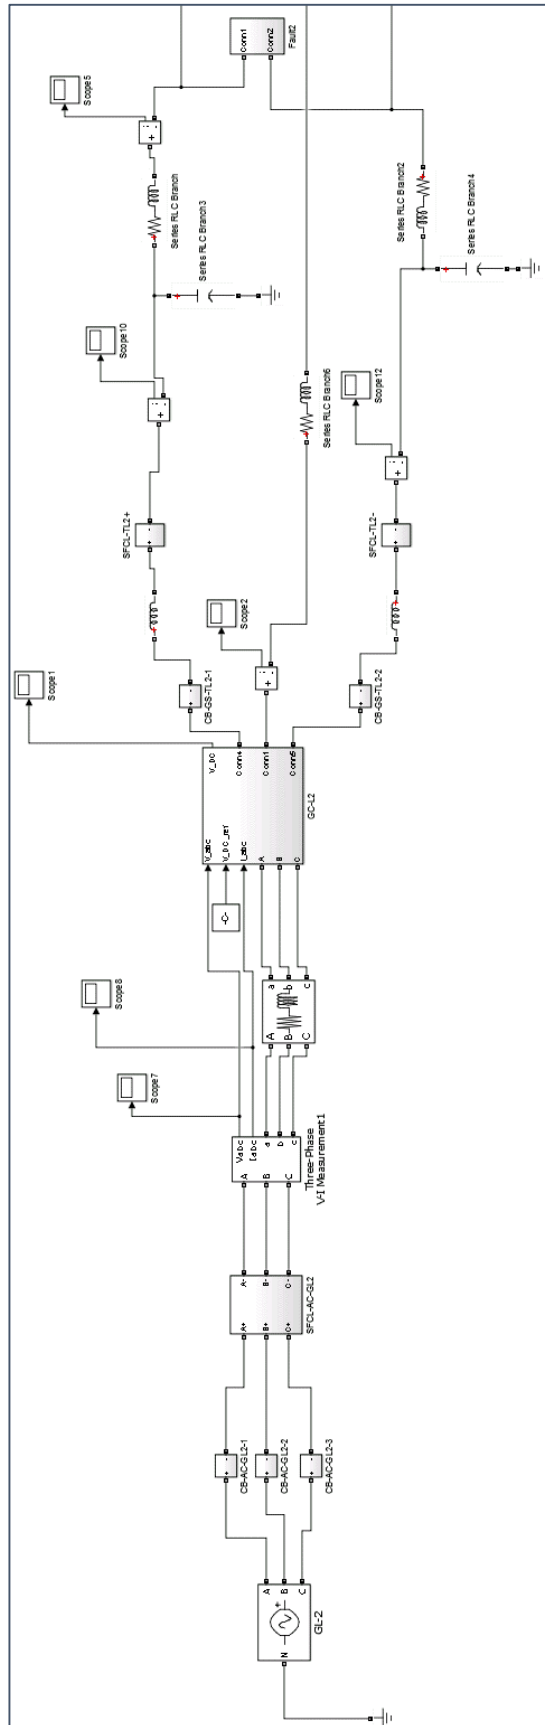 N
GL-2
A
B
C
+
+ -
CB-AC-GL2-1
+ -
CB-AC-GL2-2
+ -
CB-AC-GL2-3
A+ A-
B+ B-
C+ C-
SFCL-AC-GL2
A
B
C
Vabc
Iabc
a
b
c
Three-Phase
V-I Measurement1
Scope7
Scope8
A a
B b
C c
-C-
V_abc
V_DC_ref
I_abc
A
B
C
V_DC
Conn4
Conn1
Conn5
GC-L2
Scope1
+ -
CB-GS-TL2-1
Scope2
+ i -
+ -
CB-GS-TL2-2
+ -
SFCL-TL2+
+ -
SFCL-TL2-
Scope10
+ i -
Scope12
+ i -
Series RLC Branch6
Series RLC Branch3
Series RLC Branch
Series RLC Branch4
Series RLC Branch2
Scope5
+ i -
Conn1
Conn2
Fault2